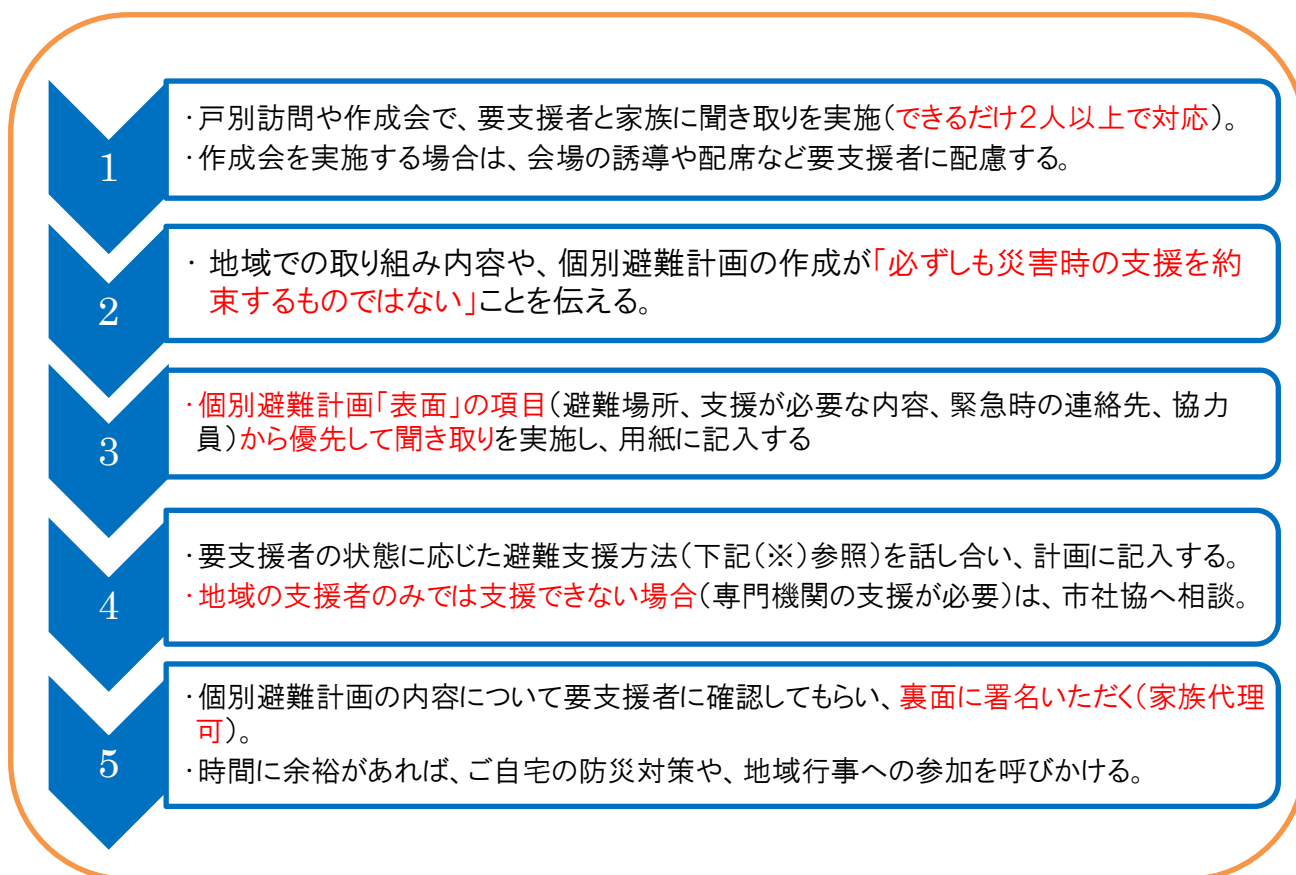 1
・戸別訪問や作成会で、要支援者と家族に聞き取りを実施(できるだけ2人以上で対応)。
・作成会を実施する場合は、会場の誘導や配席など要支援者に配慮する。
2
・ 地域での取り組み内容や、個別避難計画の作成が「必ずしも災害時の支援を約
束するものではない」ことを伝える。
3
・個別避難計画「表面」の項目(避難場所、支援が必要な内容、緊急時の連絡先、協力
員)から優先して聞き取りを実施し、用紙に記入する
4
・要支援者の状態に応じた避難支援方法(下記(※)参照)を話し合い、計画に記入する。
・地域の支援者のみでは支援できない場合(専門機関の支援が必要)は、市社協へ相談。
5
・個別避難計画の内容について要支援者に確認してもらい、裏面に署名いただく(家族代理
可)。
・時間に余裕があれば、ご自宅の防災対策や、地域行事への参加を呼びかける。